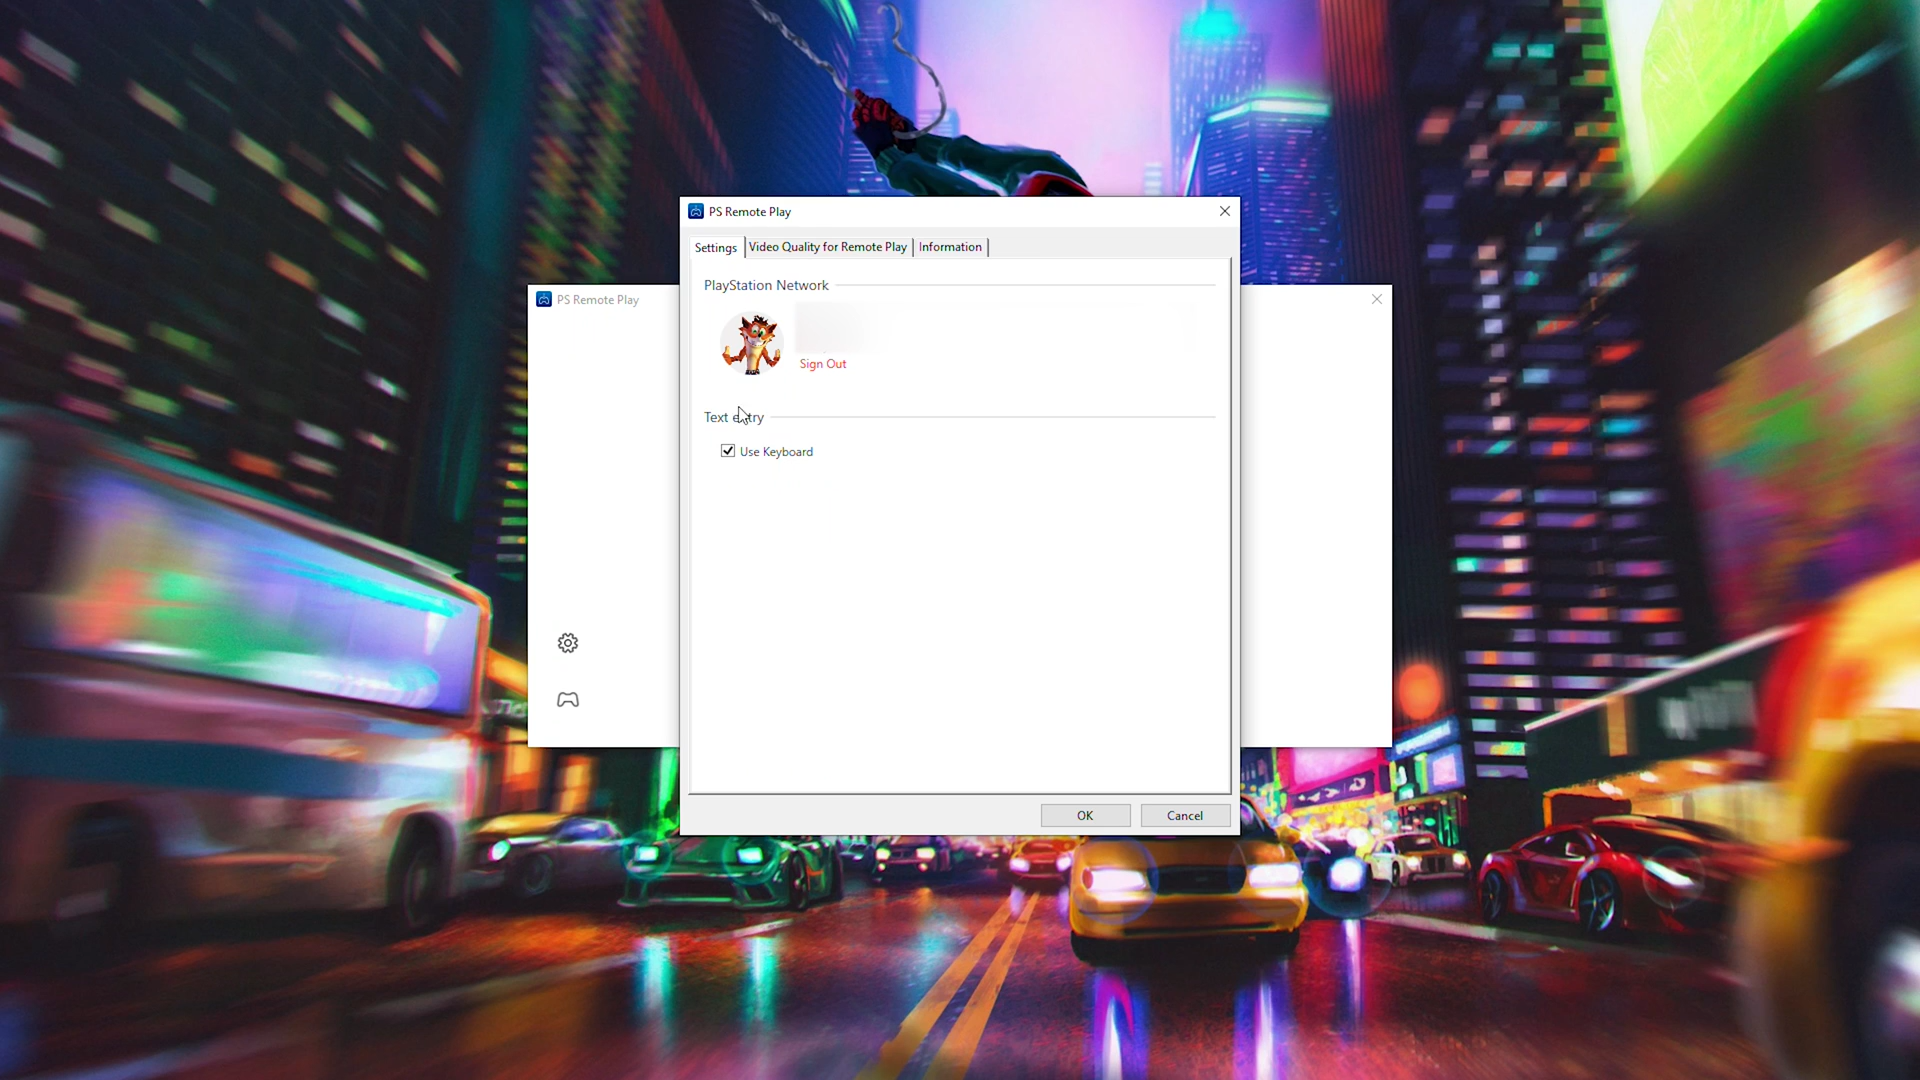 PS Remote Play
Settings
Video Quality for Remote Play
Information
PlayStation Network
Sign Out
Text entry
Use Keyboard
OK
Cancel
PS Remote Play